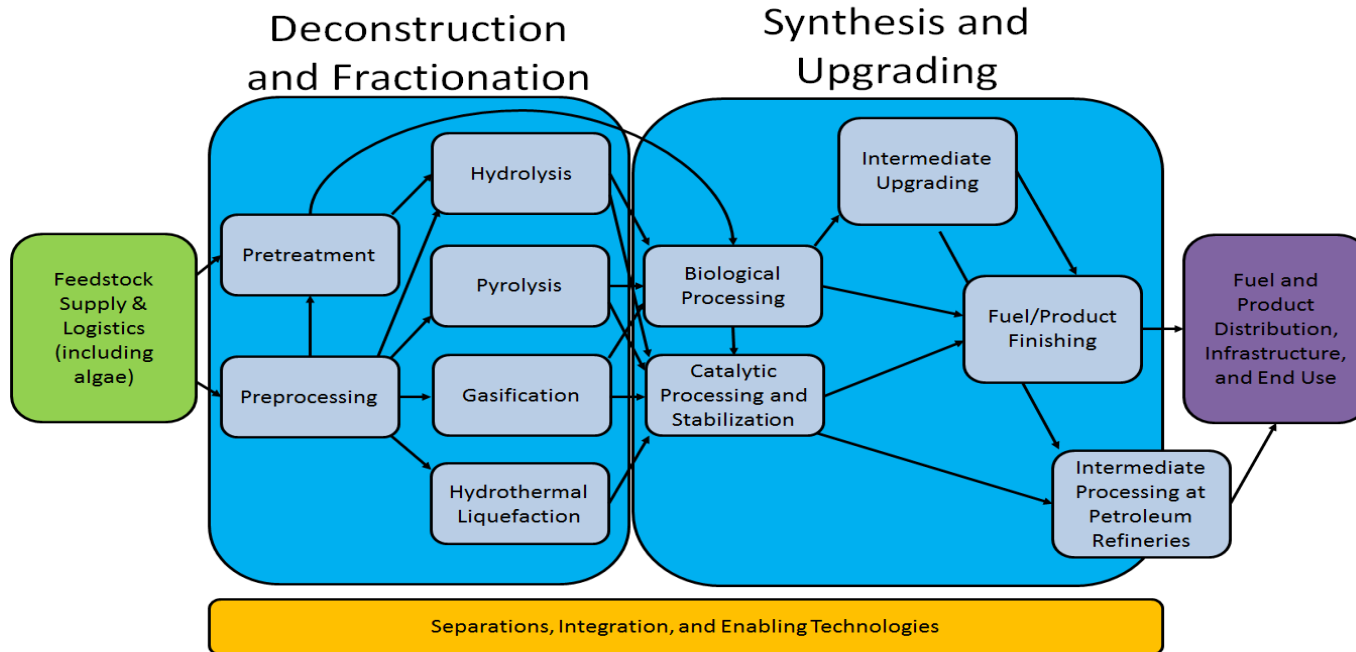 Deconstruction
and Fractionation
Synthesis and
Upgrading
Feedstock
Supply &
Logistics
(including
algae)
Pretreatment
Preprocessing
Hydrolysis
Pyrolysis
Gasification
Hydrothermal
Liquefaction
Biological
Processing
Catalytic
Processing and
Stabilization
Intermediate
Upgrading
Fuel/Product
Finishing
Intermediate
Processing at
Petroleum
Refineries
Fuel and
Product
Distribution,
Infrastructure,
and End Use
Separations, Integration, and Enabling Technologies